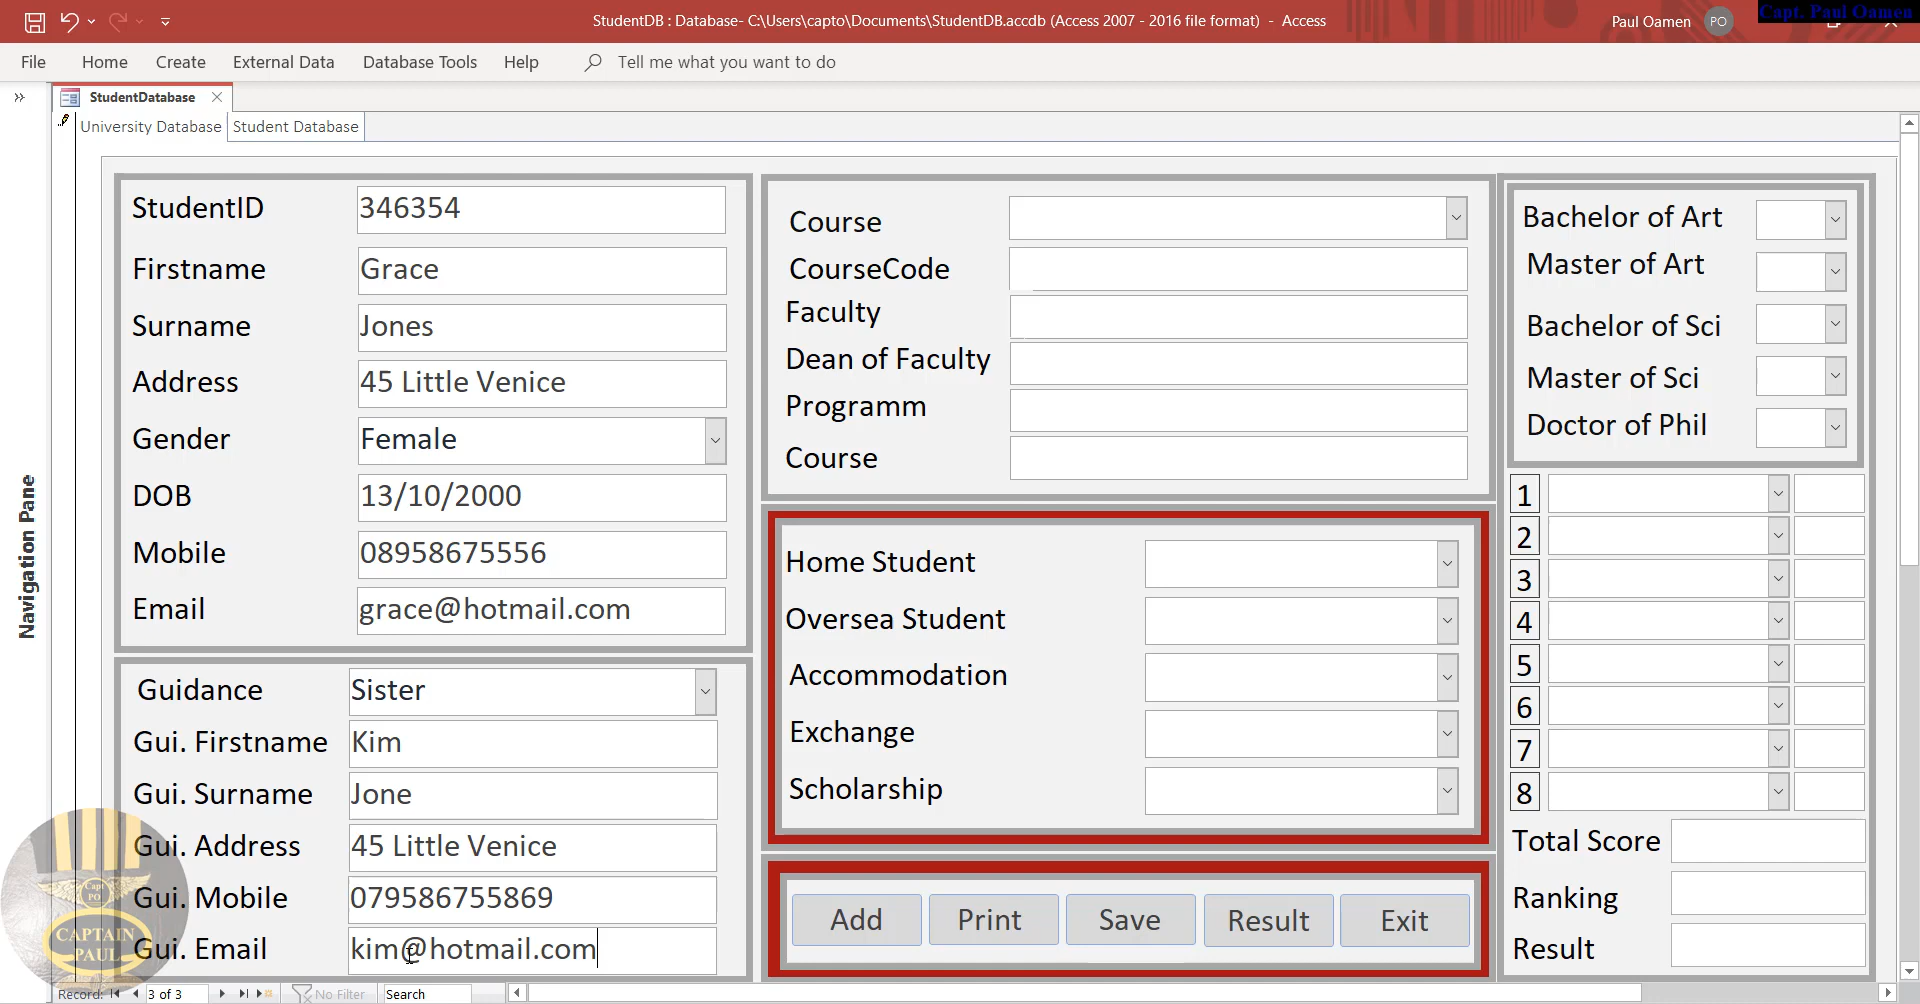 StudentDB : Database- C:\Users\capto\Documents\StudentDB.accdb (Access 2007 - 2016 file format) - Access
Paul Oamen
PO
Capt. Paul Oamen
File Home Create External Data Database Tools Help Tell me what you want to do
StudentDatabase
University Database Student Database
Navigation Pane
StudentID 346354
Firstname Grace
Surname Jones
Address 45 Little Venice
Gender Female
DOB 13/10/2000
Mobile 08958675556
Email grace@hotmail.com
Guidance Sister
Gui. Firstname Kim
Gui. Surname Jone
Gui. Address 45 Little Venice
Gui. Mobile 079586755869
Gui. Email kim@hotmail.com
Course
CourseCode
Faculty
Dean of Faculty
Programm
Course
Home Student
Oversea Student
Accommodation
Exchange
Scholarship
Add Print Save Result Exit
Bachelor of Art
Master of Art
Bachelor of Sci
Master of Sci
Doctor of Phil
1
2
3
4
5
6
7
8
Total Score
Ranking
Result
Capt
PO
CAPTAIN
PAUL
Record: 3 of 3 No Filter Search